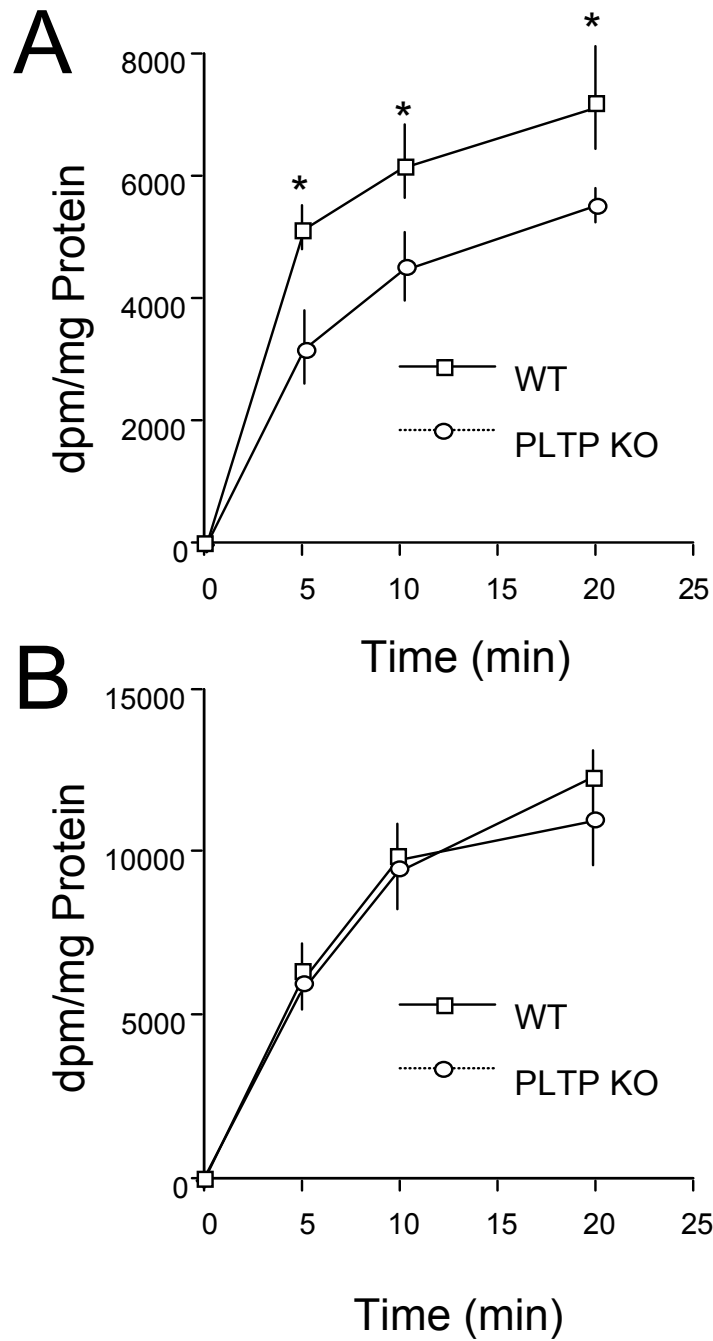 A
8000
6000
4000
2000
0
dpm/mg Protein
*
*
*
WT
PLTP KO
0 5 10 15 20 25
Time (min)
B
15000
10000
5000
0
dpm/mg Protein
WT
PLTP KO
0 5 10 15 20 25
Time (min)